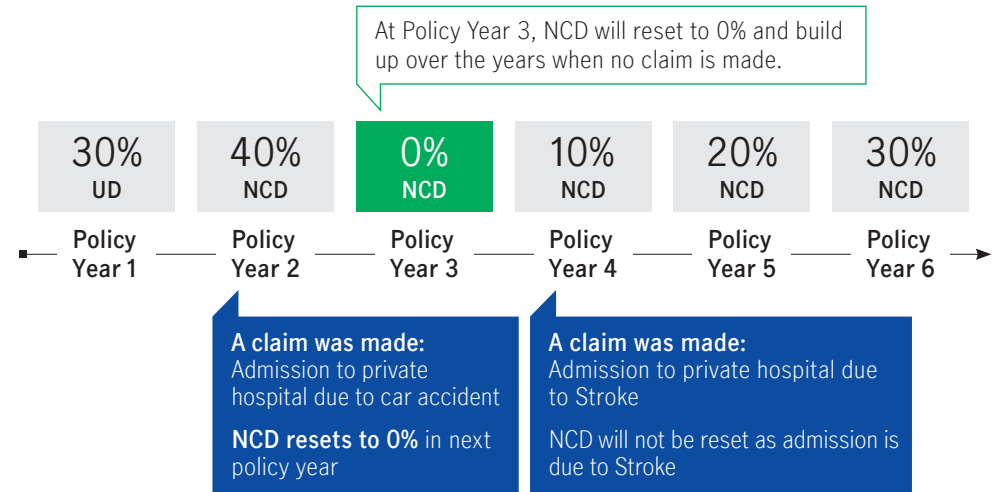 At Policy Year 3, NCD will reset to 0% and build
up over the years when no claim is made.
30%
UD
40%
NCD
0%
NCD
10%
NCD
20%
NCD
30%
NCD
Policy
Year 1
Policy
Year 2
Policy
Year 3
Policy
Year 4
Policy
Year 5
Policy
Year 6
A claim was made:
Admission to private
hospital due to car accident
NCD resets to 0% in next
policy year
A claim was made:
Admission to private hospital due
to Stroke
NCD will not be reset as admission is
due to Stroke